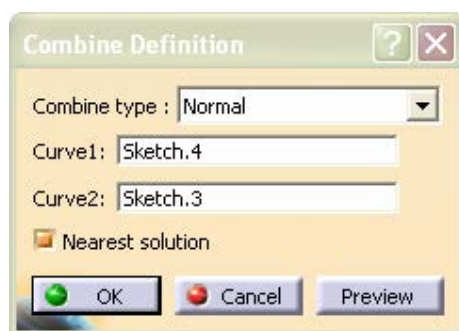 Combine Definition
Combine type : Normal
Curve1: Sketch.4
Curve2: Sketch.3
Nearest solution
OK Cancel Preview